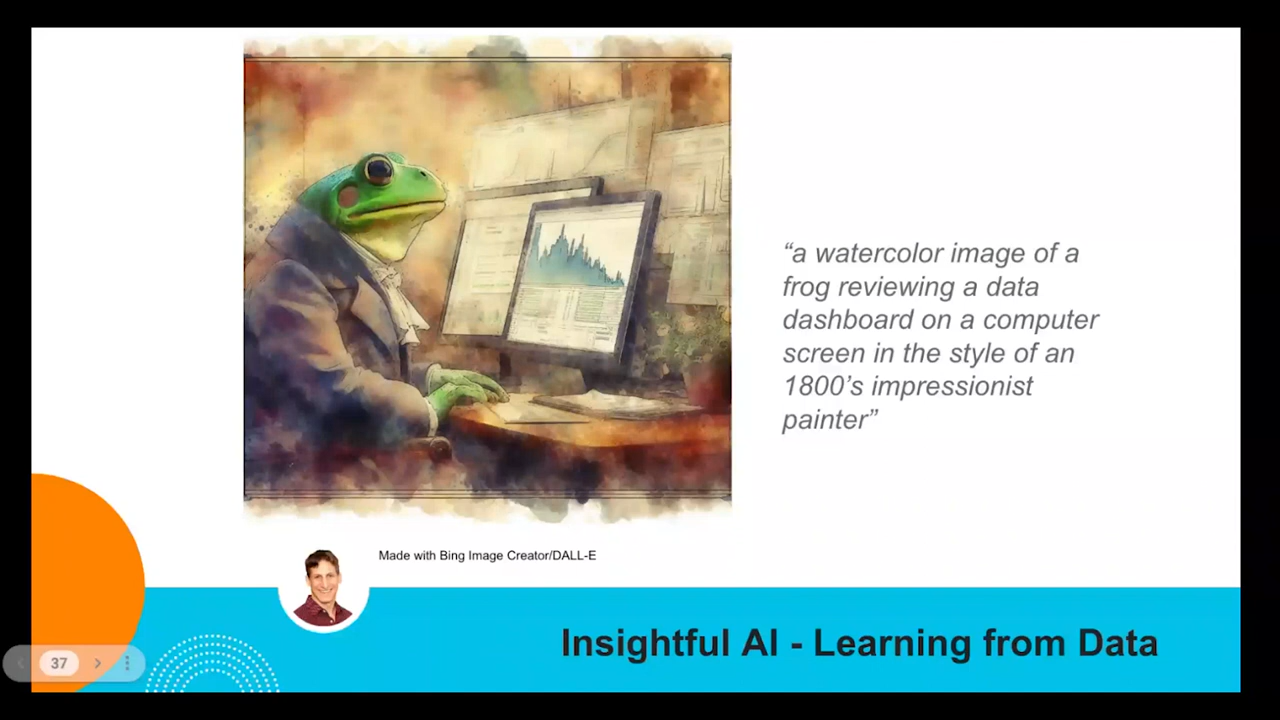 “a watercolor image of a
frog reviewing a data
dashboard on a computer
screen in the style of an
1800’s impressionist
painter”
Made with Bing Image Creator/DALL-E
Insightful AI - Learning from Data
37